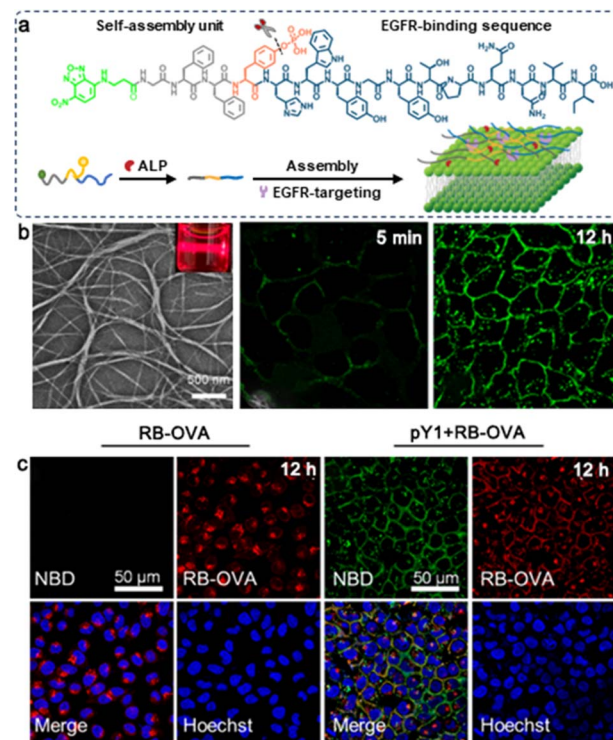 a
Self-assembly unit
EGFR-binding sequence
ALP
Assembly
EGFR-targeting
b
500 nm
5 min
12 h
RB-OVA
pY1+RB-OVA
c
12 h
12 h
NBD
50 µm
RB-OVA
NBD
50 µm
RB-OVA
Merge
Hoechst
Merge
Hoechst